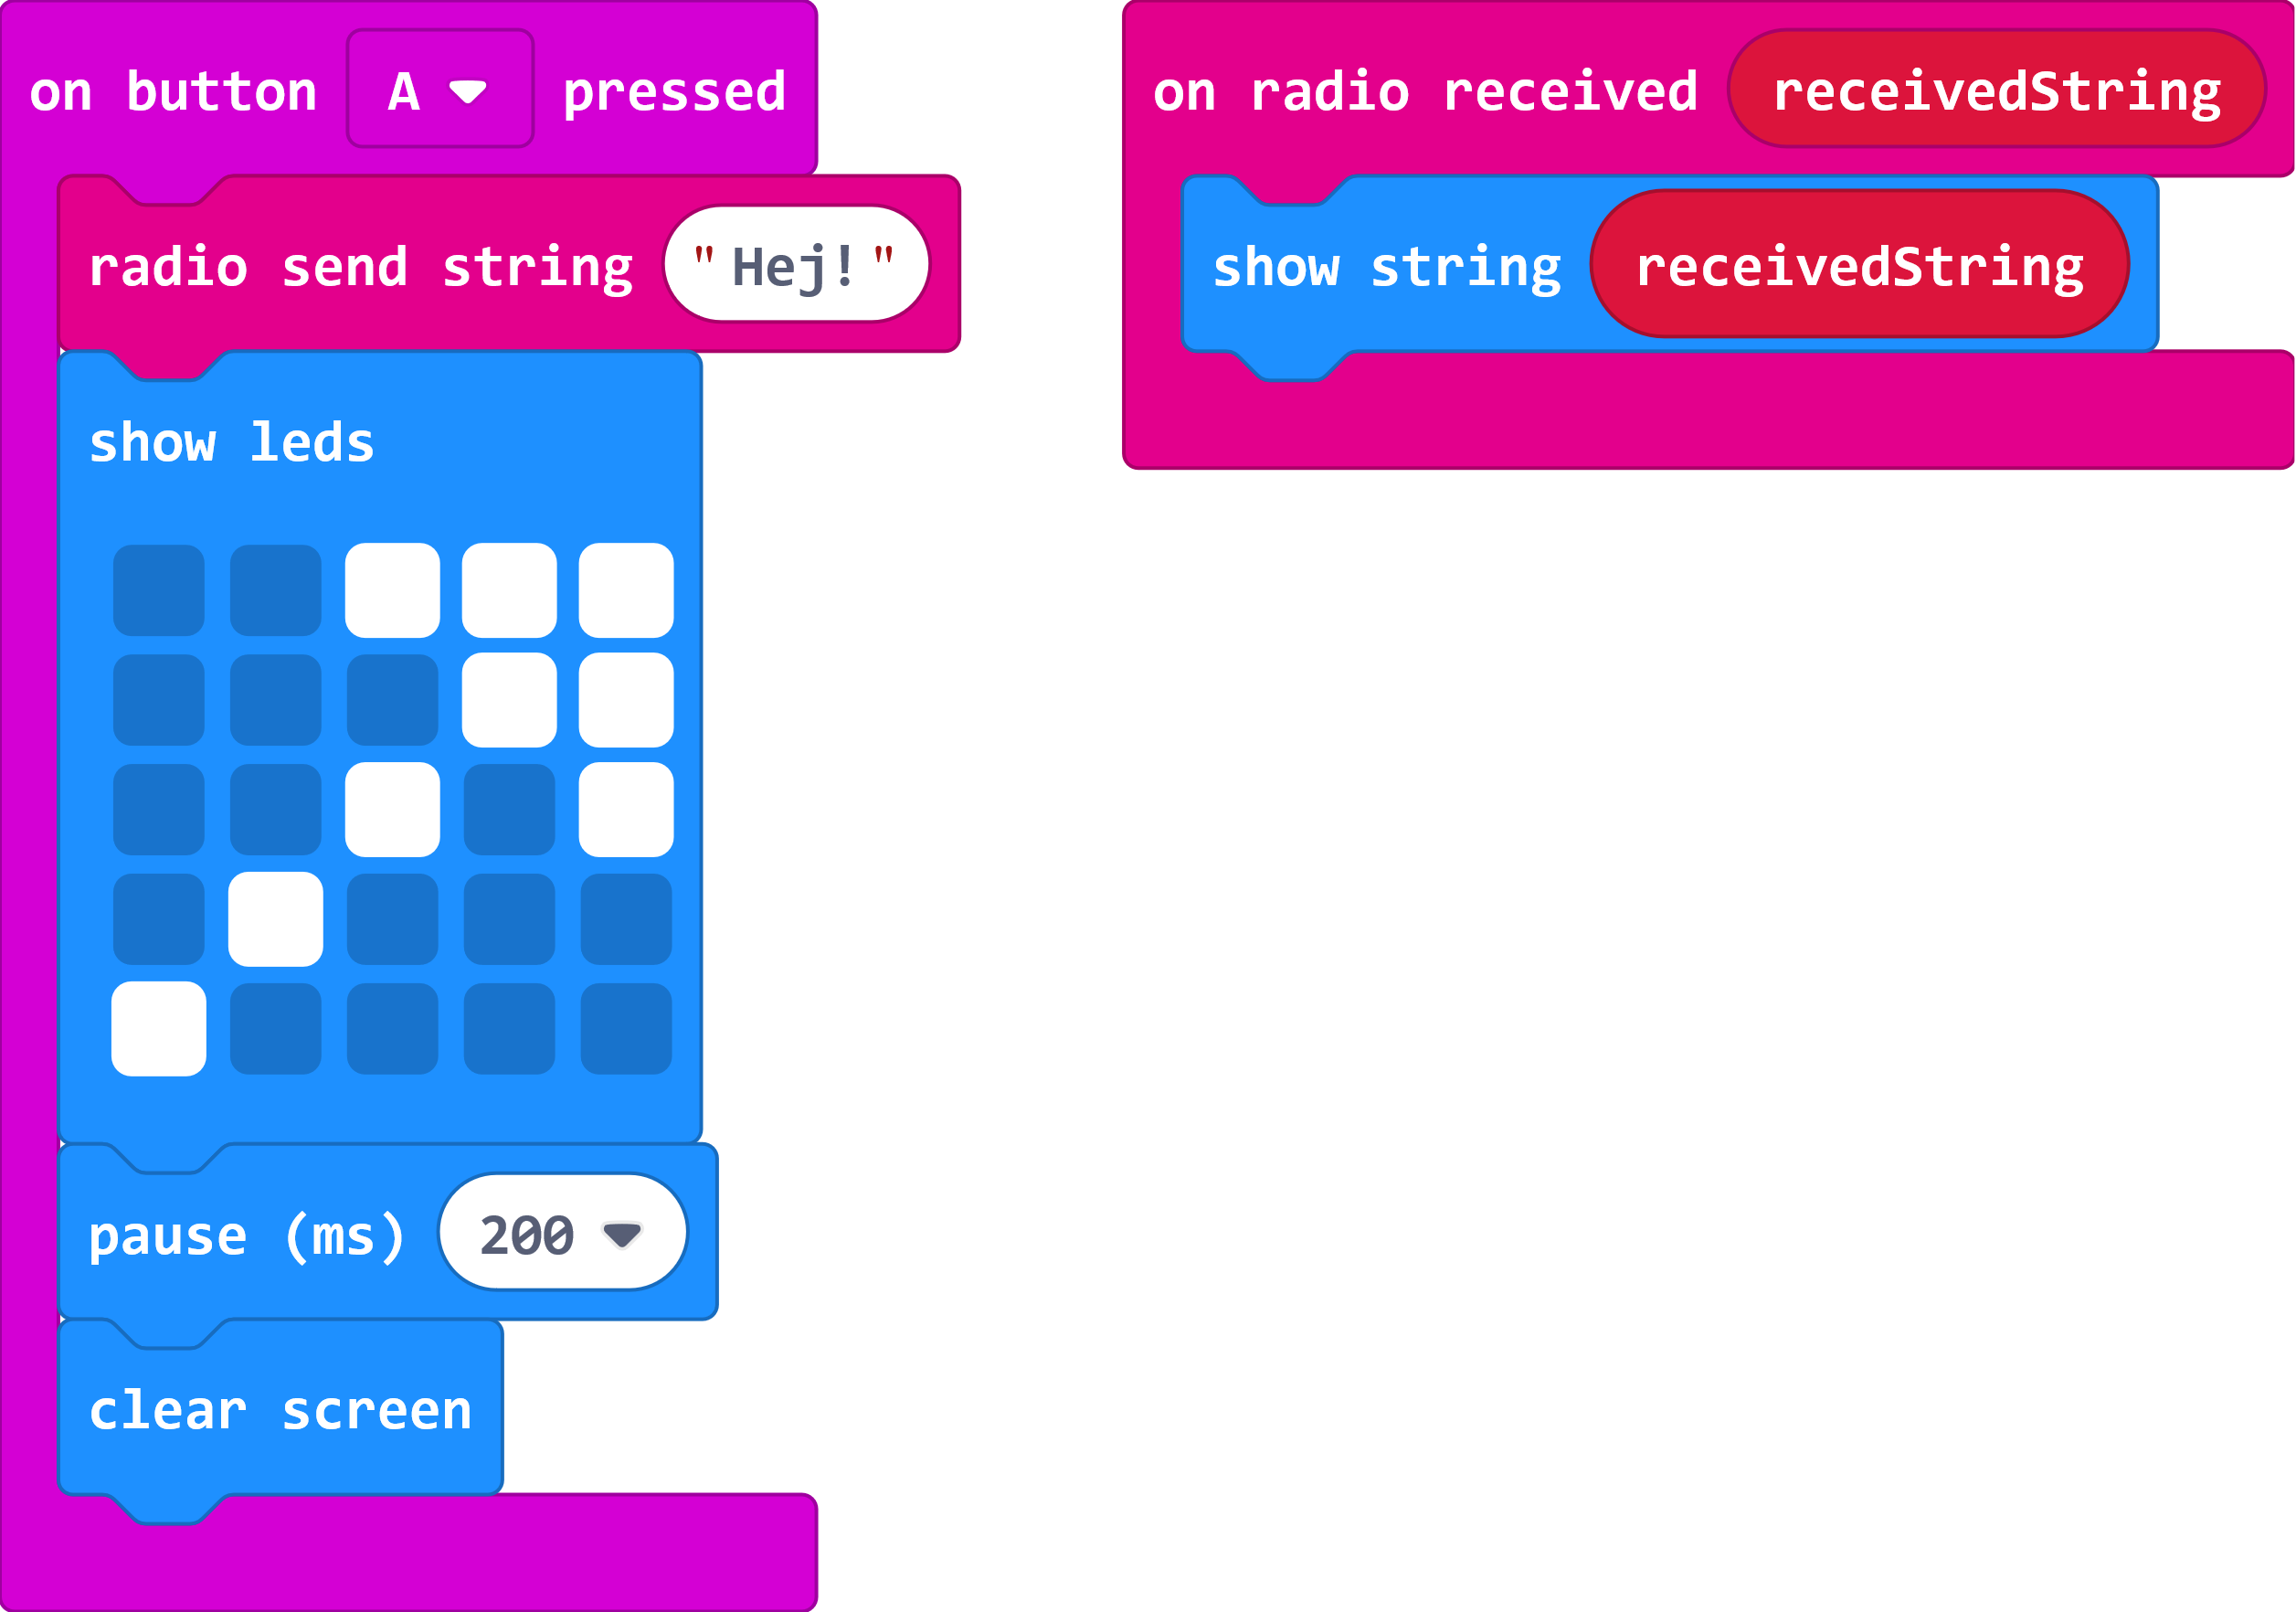 on button A pressed
radio send string "Hej!"
show leds
pause (ms) 200
clear screen
on radio received receivedString
show string receivedString